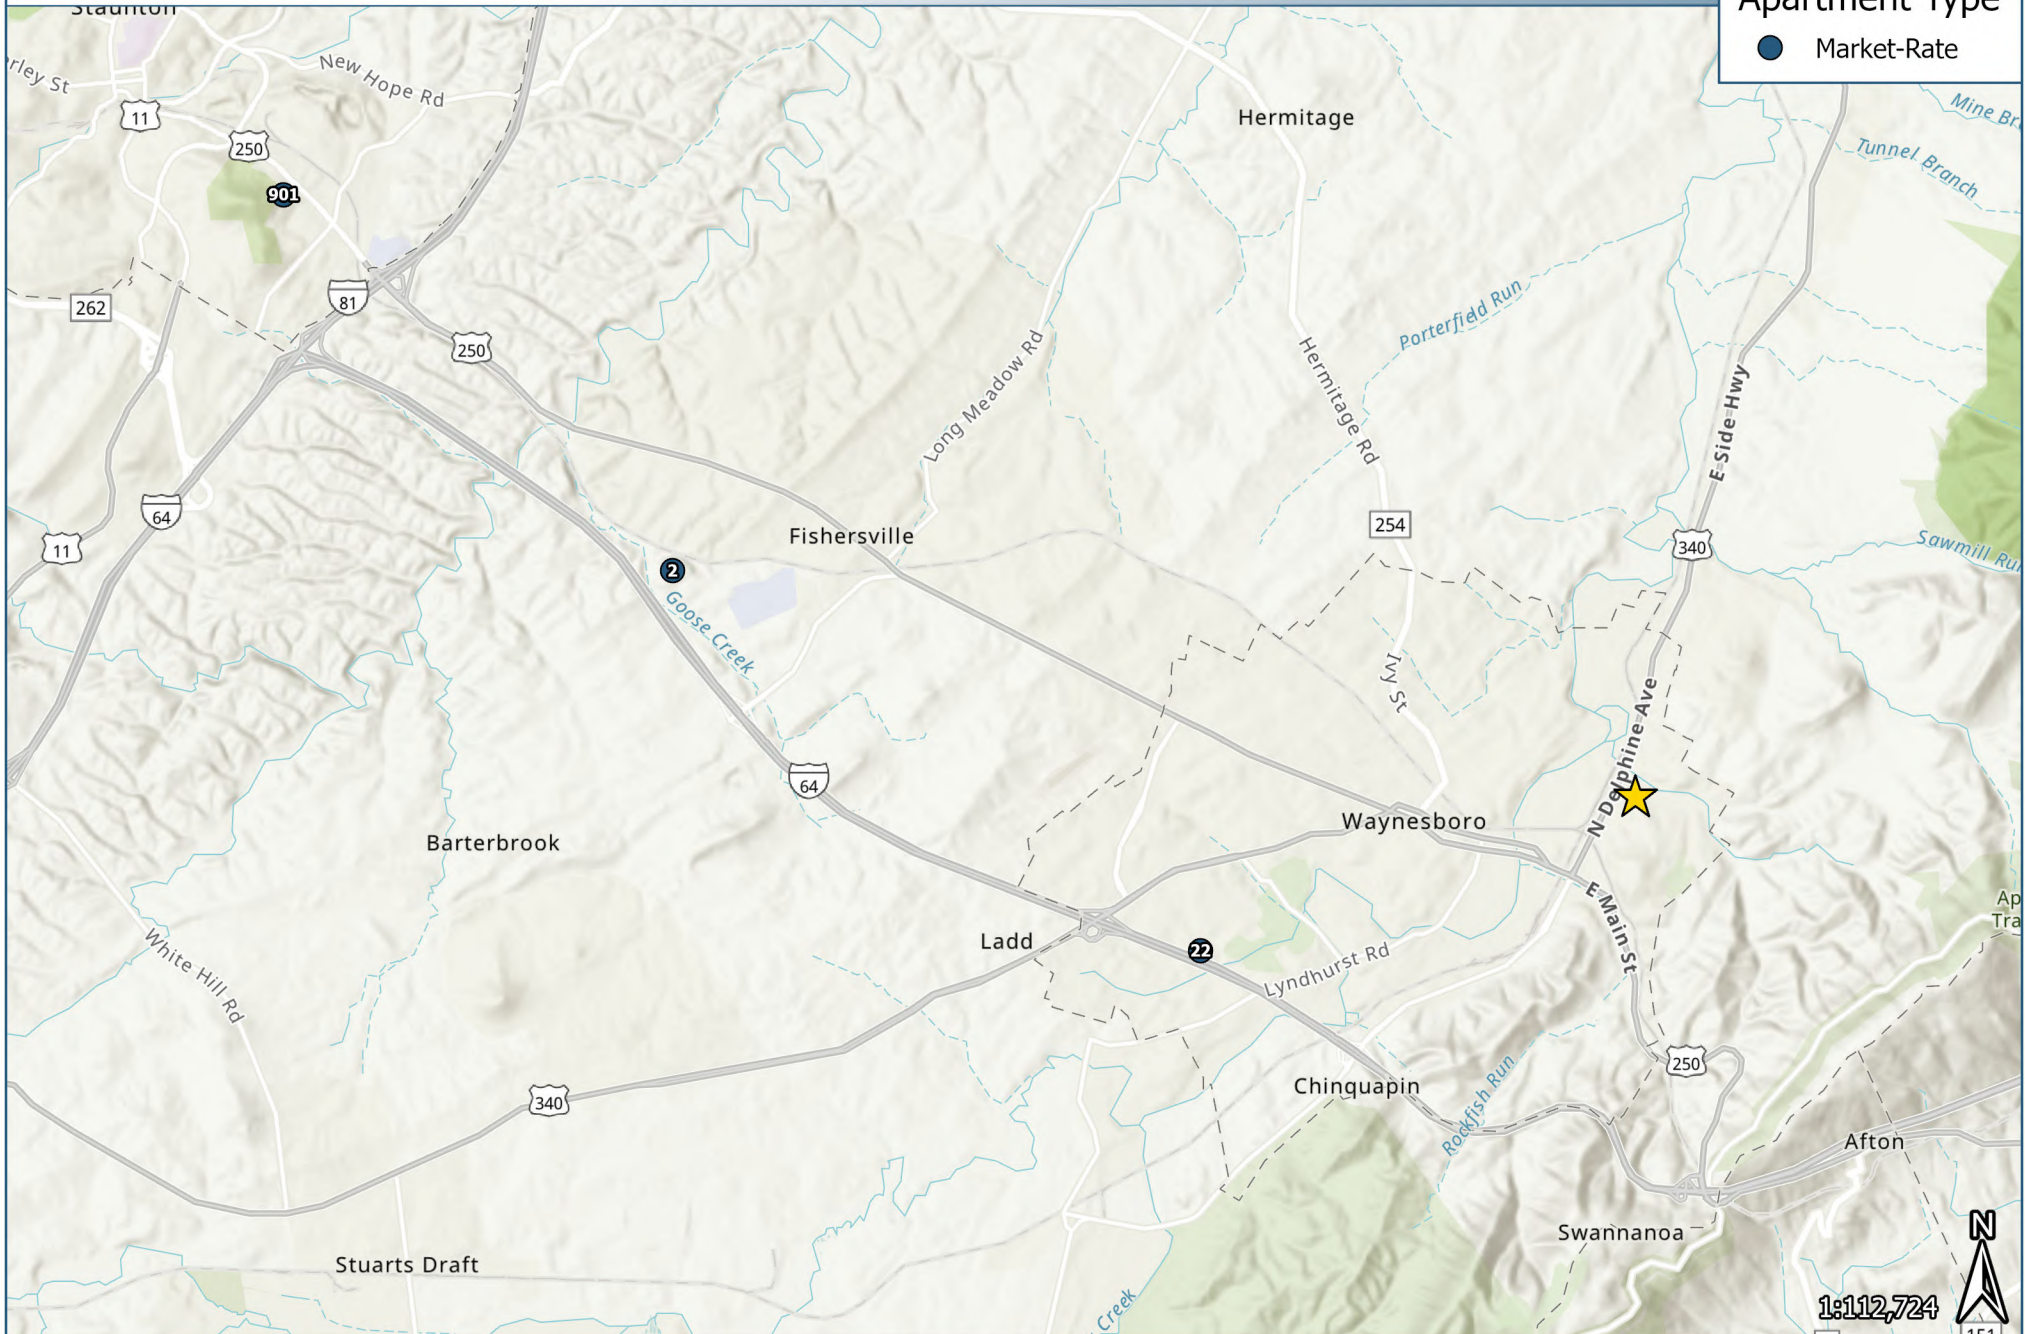 Staunton
Apartment Type
Market-Rate
New Hope Rd
11
250
901
Hermitage
Tunnel Branch
262
81
250
Porterfield Run
Long Meadow Rd
Hermitage Rd
E Side Hwy
64
11
Fishersville
254
340
2
Goose Creek
Ivy St
N Delphine Ave
64
Waynesboro
Barterbrook
E Main St
Ladd
22
Lyndhurst Rd
White Hill Rd
250
340
Chinquapin
Rockfish Run
Afton
Swannanoa
N
Stuarts Draft
Creek
1:112,724